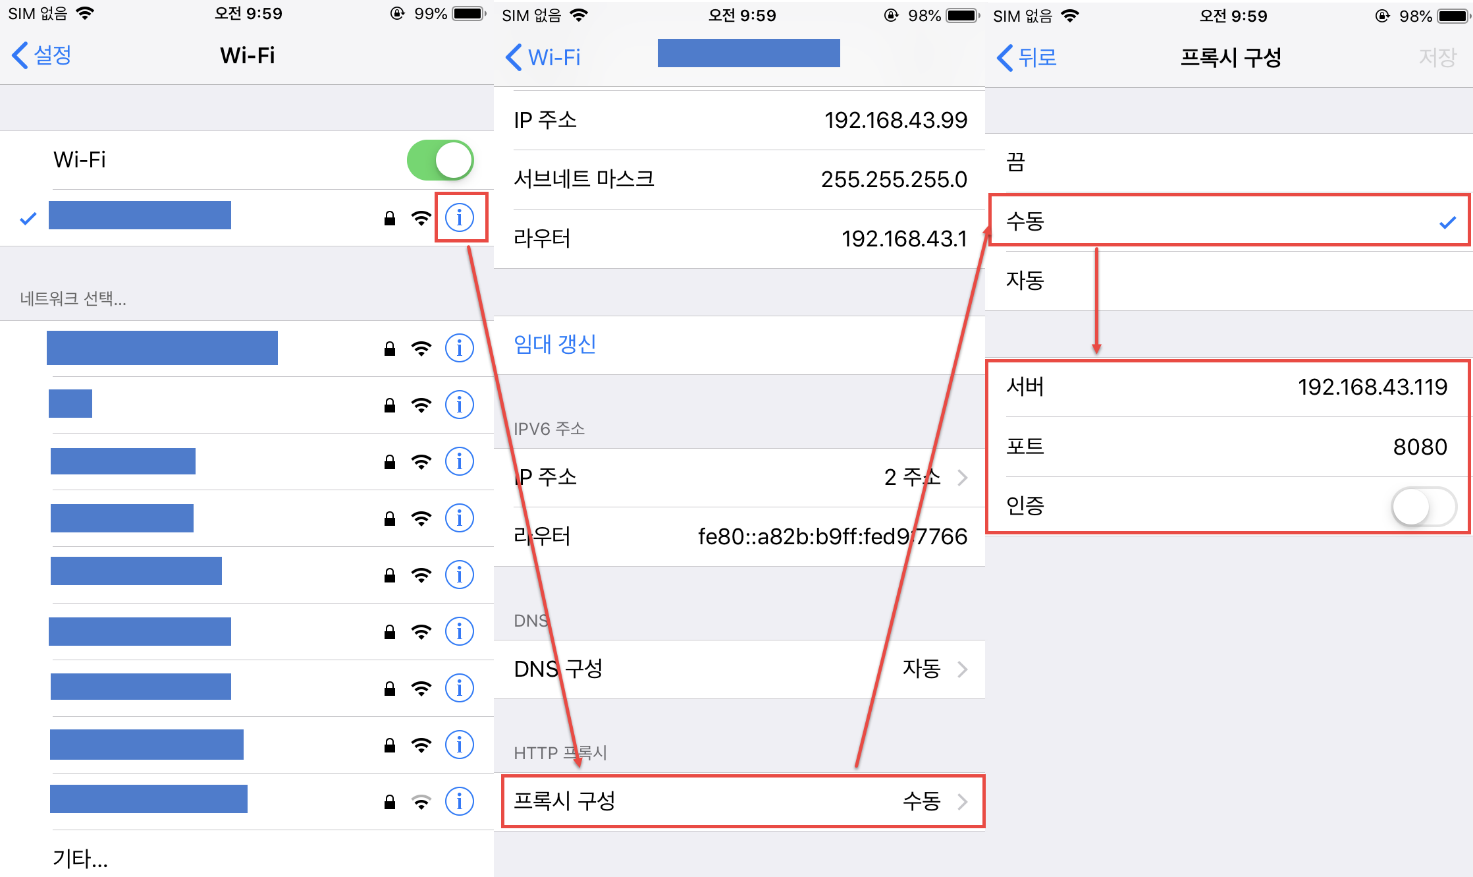 SIM 없음 오전 9:59 99%
설정 Wi-Fi
Wi-Fi
네트워크 선택...
기타...
SIM 없음 오전 9:59 98%
Wi-Fi
IP 주소 192.168.43.99
서브네트 마스크 255.255.255.0
라우터 192.168.43.1
임대 갱신
IPV6 주소
IP 주소 2 주소
라우터 fe80::a82b:b9ff:fed9:7766
DNS
DNS 구성 자동
HTTP 프록시
프록시 구성 수동
SIM 없음 오전 9:59 98%
뒤로 프록시 구성 저장
끔
수동
자동
서버 192.168.43.119
포트 8080
인증